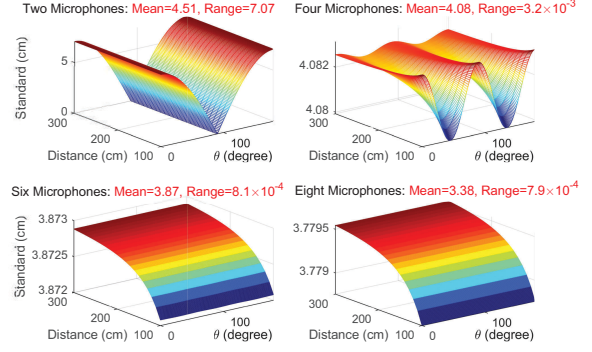 Two Microphones: Mean=4.51, Range=7.07
Standard (cm)
5
0
300
200
100
Distance (cm)
0
100
θ (degree)
Four Microphones: Mean=4.08, Range=3.2×10⁻³
4.082
4.08
300
200
100
Distance (cm)
0
100
θ (degree)
Six Microphones: Mean=3.87, Range=8.1×10⁻⁴
Standard (cm)
3.873
3.8725
3.872
300
200
100
Distance (cm)
0
100
θ (degree)
Eight Microphones: Mean=3.38, Range=7.9×10⁻⁴
3.7795
3.779
300
200
100
Distance (cm)
0
100
θ (degree)